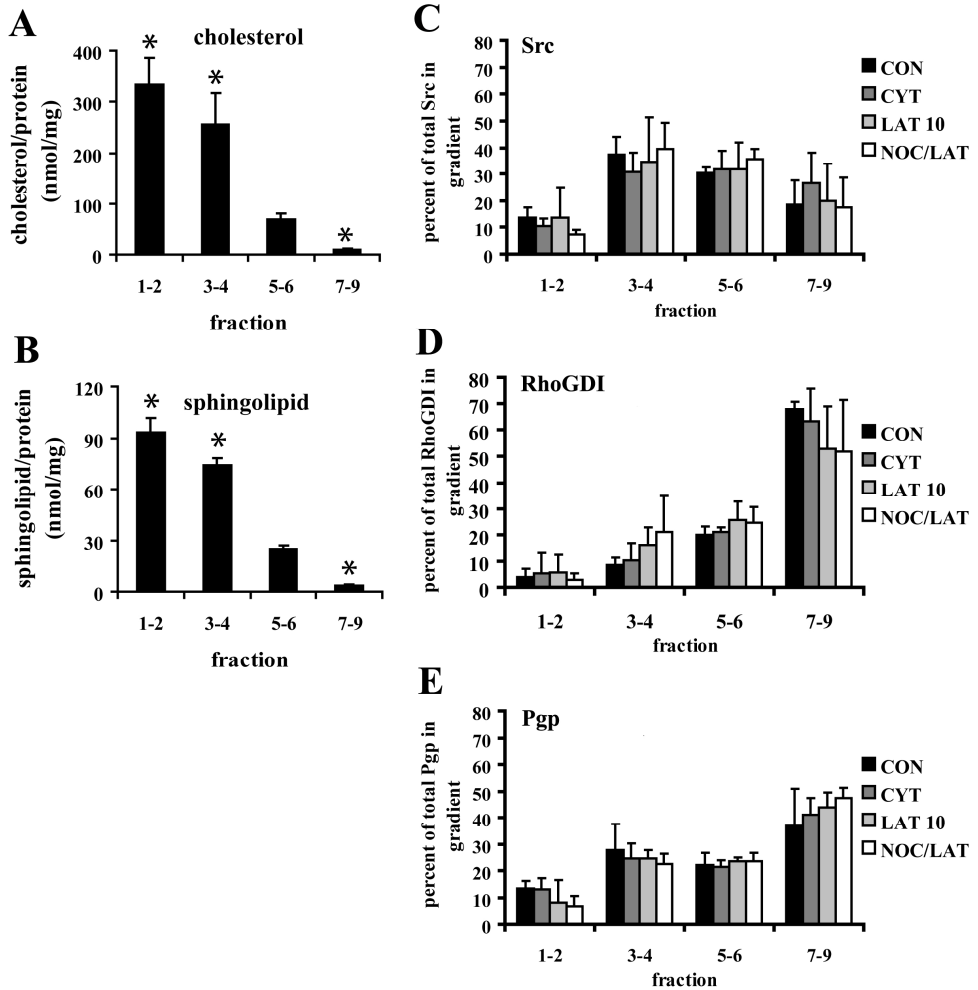 A
cholesterol
cholesterol/protein
(nmol/mg)
400
300
200
100
0
*
*
*
1-2
3-4
5-6
7-9
fraction
B
sphingolipid
sphingolipid/protein
(nmol/mg)
120
90
60
30
0
*
*
*
1-2
3-4
5-6
7-9
fraction
C
Src
percent of total Src in
gradient
80
70
60
50
40
30
20
10
0
1-2
3-4
5-6
7-9
fraction
CON
CYT
LAT 10
NOC/LAT
D
RhoGDI
percent of total RhoGDI in
gradient
80
70
60
50
40
30
20
10
0
1-2
3-4
5-6
7-9
fraction
CON
CYT
LAT 10
NOC/LAT
E
Pgp
percent of total Pgp in
gradient
80
70
60
50
40
30
20
10
0
1-2
3-4
5-6
7-9
fraction
CON
CYT
LAT 10
NOC/LAT